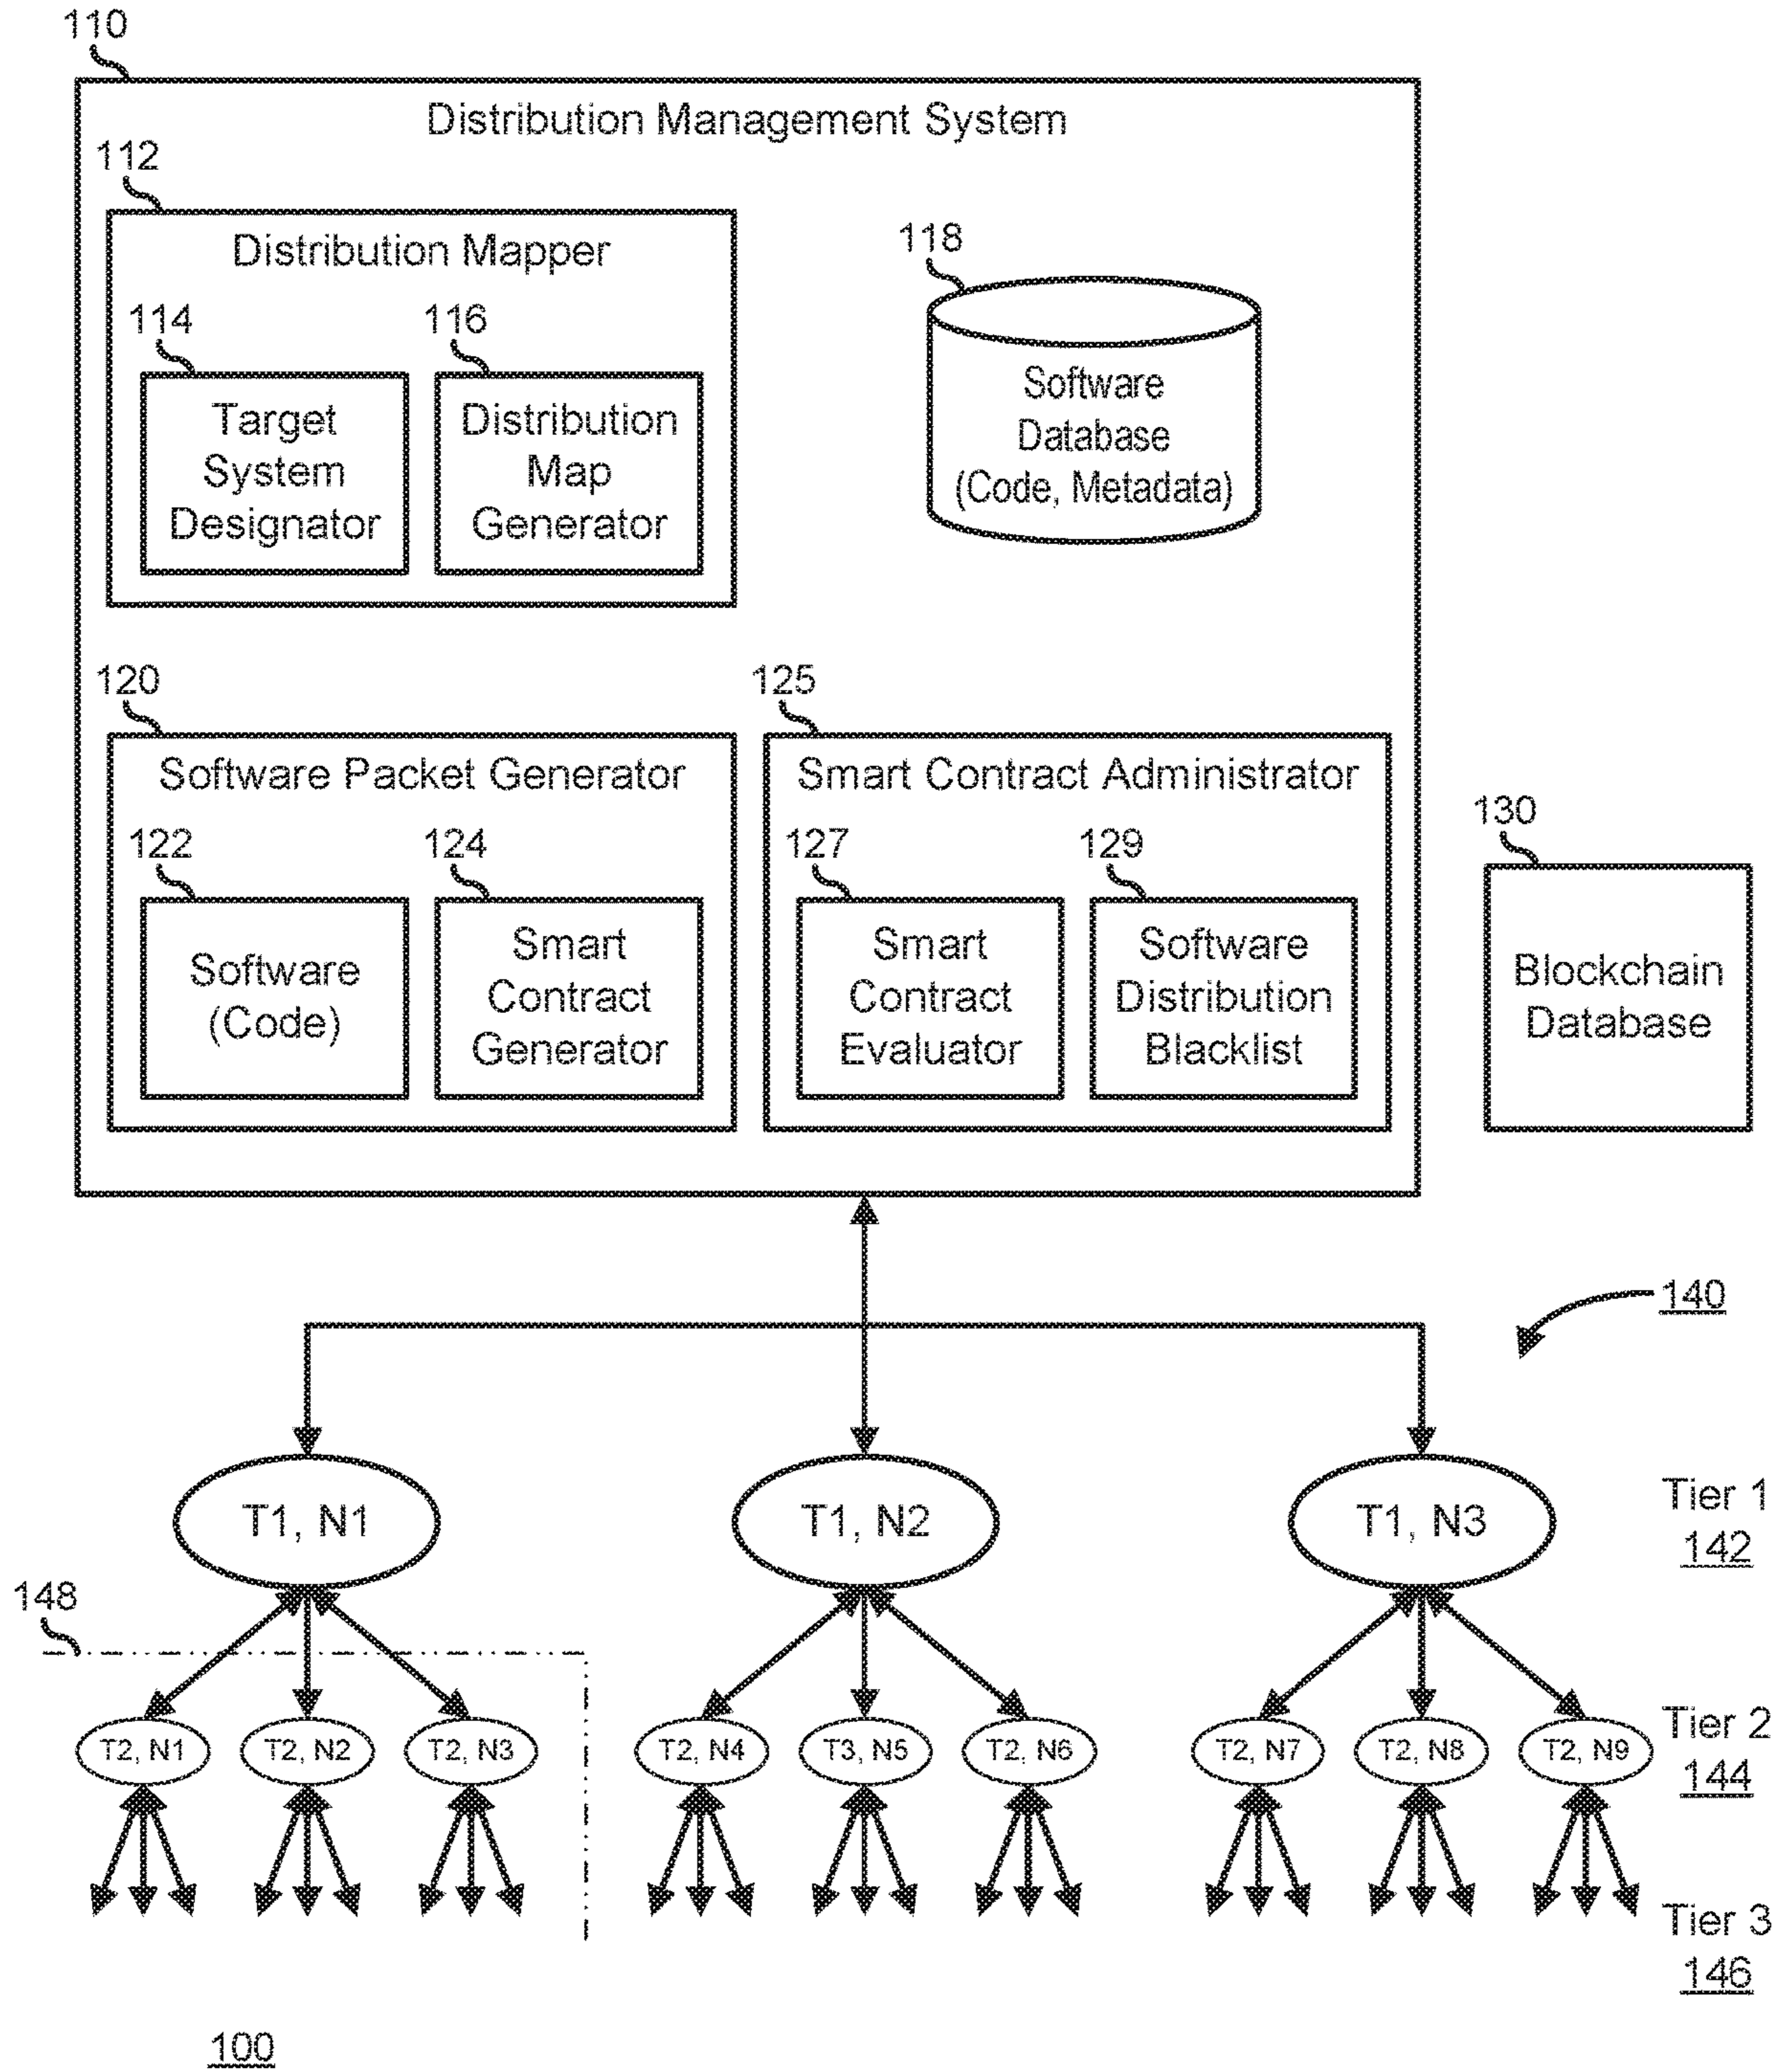 110
Distribution Management System
112
Distribution Mapper
118
114
116
Target
System
Designator
Distribution
Map
Generator
Software
Database
(Code, Metadata)
120
125
Software Packet Generator
Smart Contract Administrator
122
124
127
129
130
Software
(Code)
Smart
Contract
Generator
Smart
Contract
Evaluator
Software
Distribution
Blacklist
Blockchain
Database
140
T1, N1
T1, N2
T1, N3
Tier 1
142
148
T2, N1
T2, N2
T2, N3
T2, N4
T3, N5
T2, N6
T2, N7
T2, N8
T2, N9
Tier 2
144
Tier 3
146
100